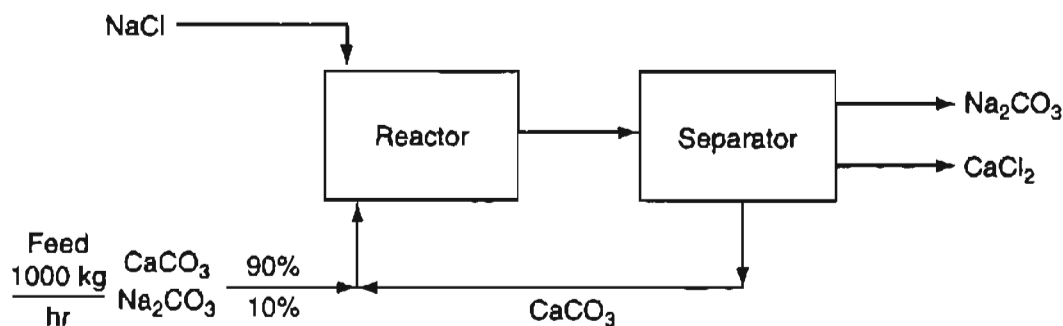 NaCl
Reactor
Separator
Na₂CO₃
CaCl₂
Feed
1000 kg
hr
CaCO₃ 90%
Na₂CO₃ 10%
CaCO₃